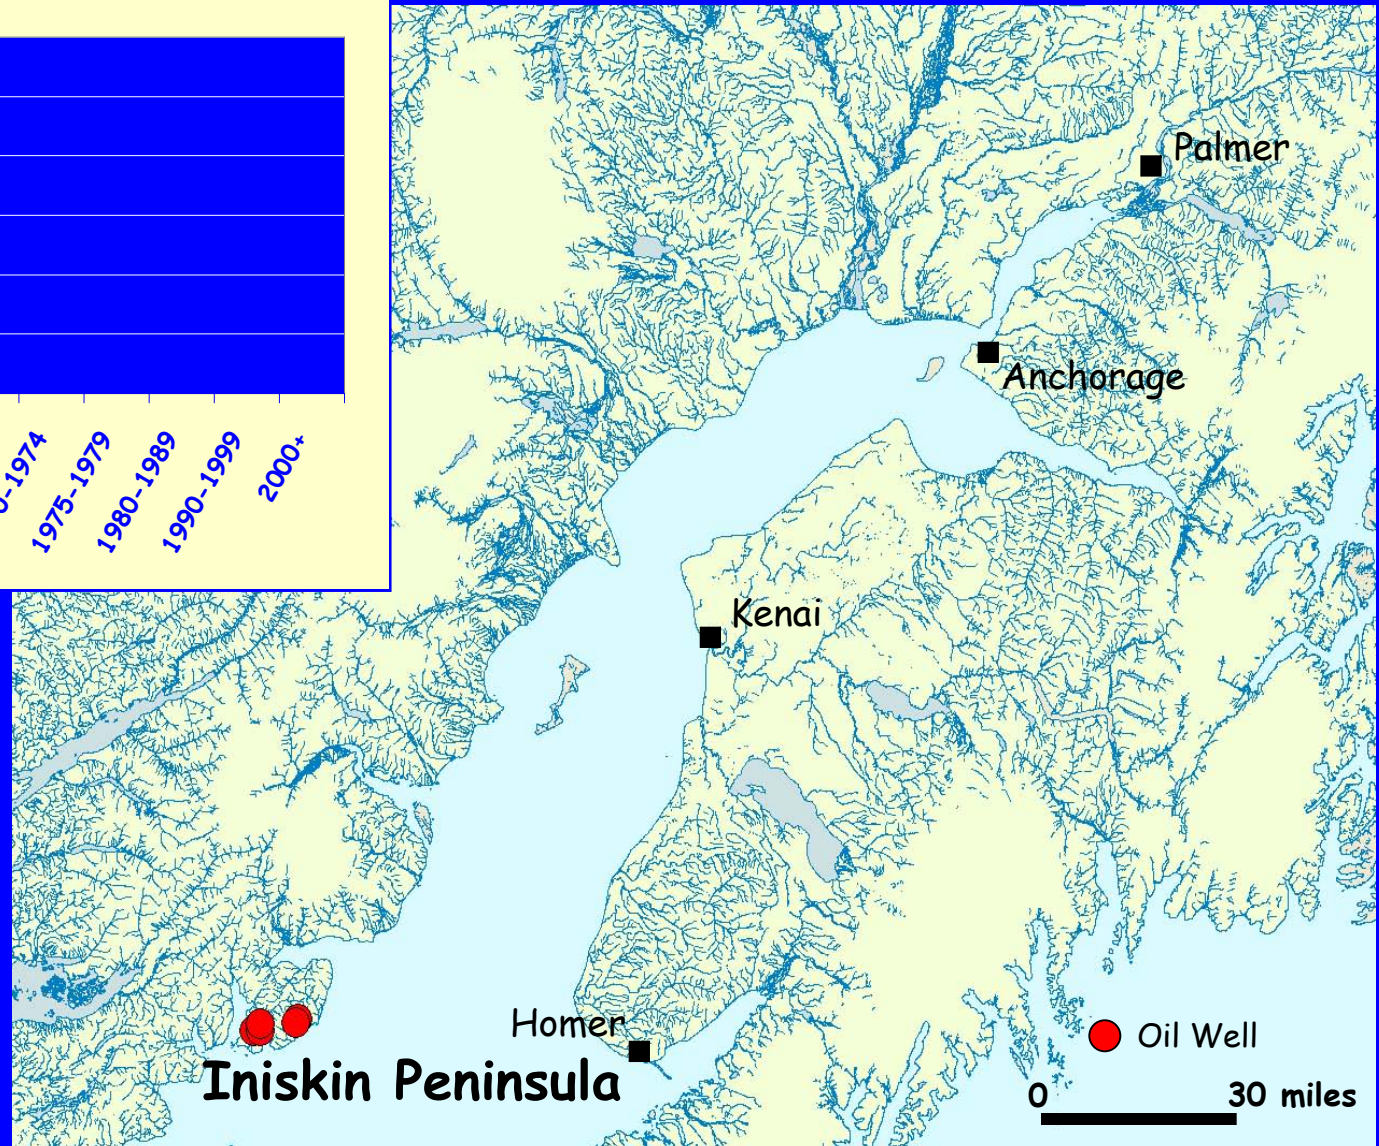 1975-1979
1980-1989
1990-1999
2000+
Palmer
Anchorage
Kenai
Homer
Iniskin Peninsula
Oil Well
0 30 miles